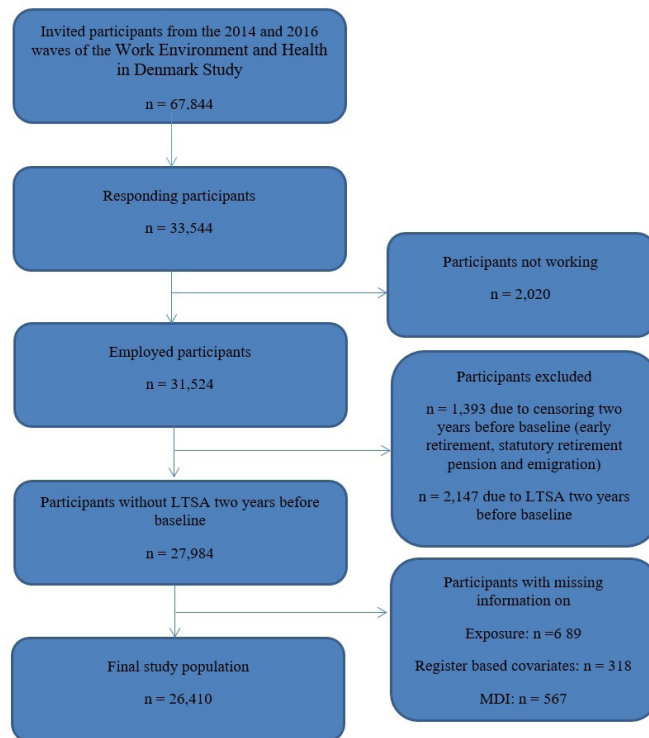 Invited participants from the 2014 and 2016
waves of the Work Environment and Health
in Denmark Study
n = 67,844
Responding participants
n = 33,544
Participants not working
n = 2,020
Employed participants
n = 31,524
Participants excluded
n = 1,393 due to censoring two
years before baseline (early
retirement, statutory retirement
pension and emigration)
n = 2,147 due to LTSA two years
before baseline
Participants without LTSA two years before
baseline
n = 27,984
Participants with missing
information on
Exposure: n =6 89
Register based covariates: n = 318
MDI: n = 567
Final study population
n = 26,410